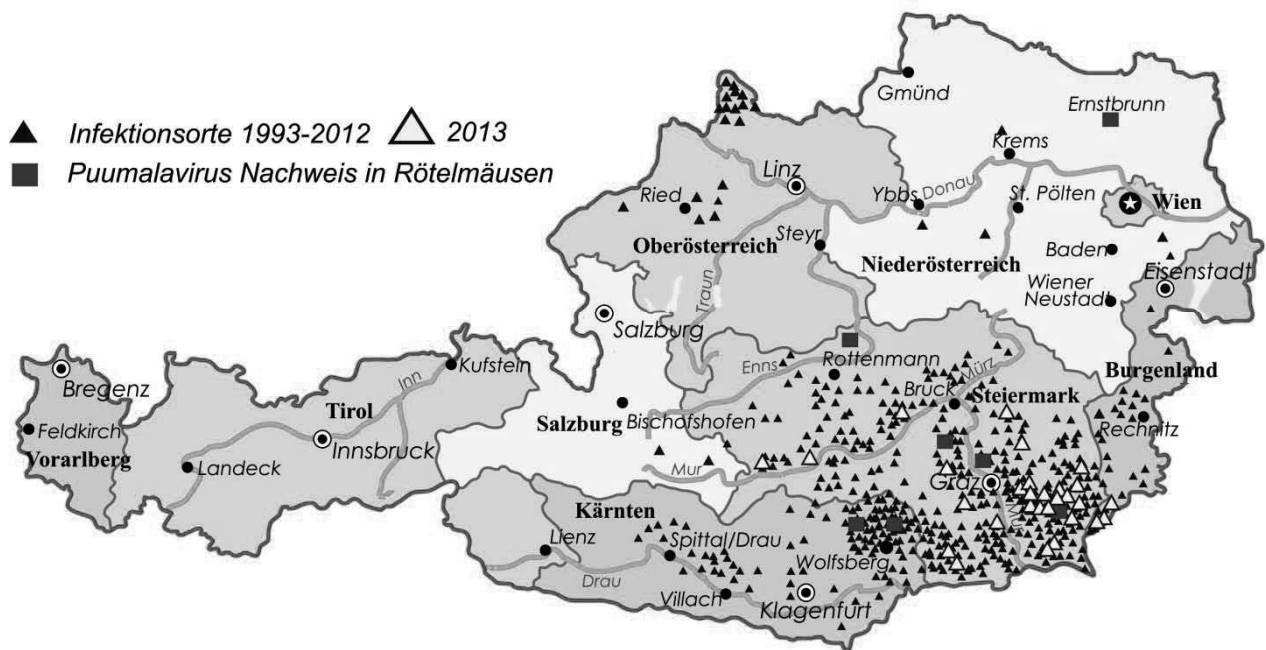 Infektionsorte 1993-2012 2013
Puumalavirus Nachweis in Rötelmäusen
Gmünd
Ernstbrunn
Krems
Linz
Ried
Ybbs
Donau
St. Pölten
Wien
Steyr
Oberösterreich
Niederösterreich
Baden
Eisenstadt
Wiener
Neustadt
Traun
Salzburg
Enns
Rottenmann
Mürz
Bruck
Steiermark
Burgenland
Rechnitz
Kufstein
Inn
Bregenz
Tirol
Feldkirch
Vorarlberg
Innsbruck
Landeck
Salzburg
Bischofshofen
Mur
Graz
Mur
Kärnten
Lienz
Spittal/Drau
Wolfsberg
Drau
Villach
Klagenfurt